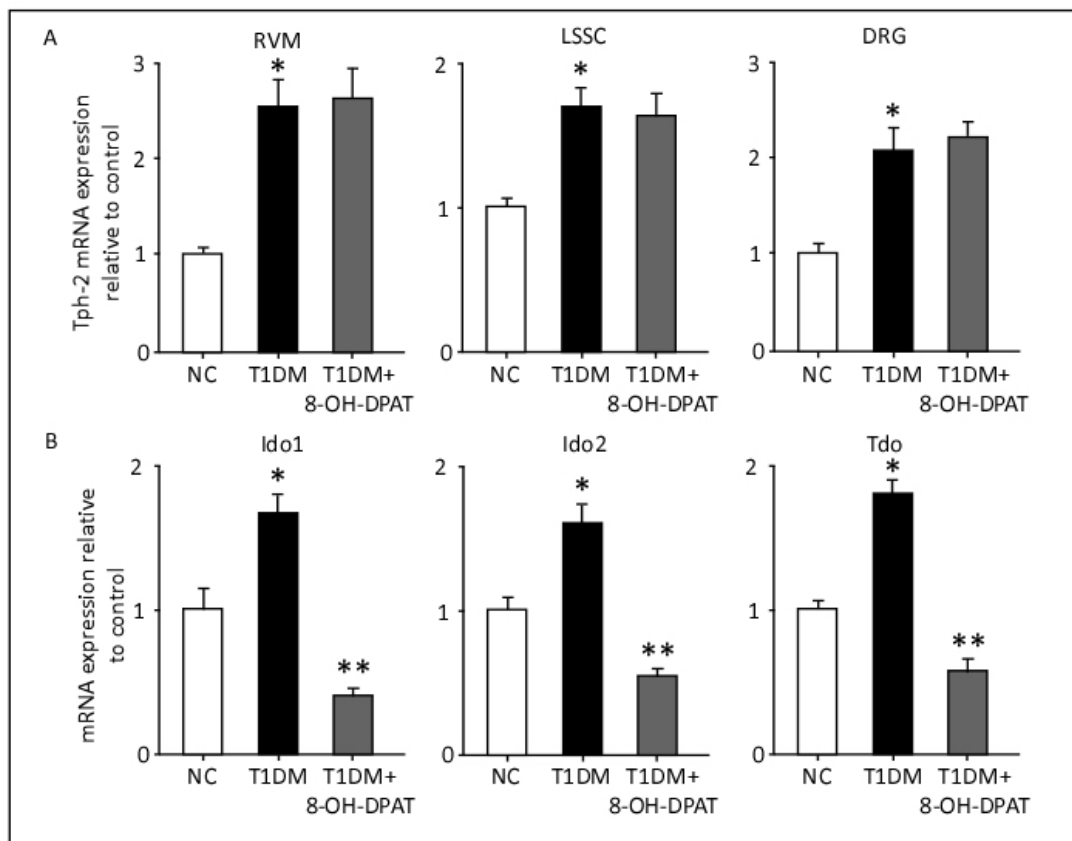 A
RVM
LSSC
DRG
Tph-2 mRNA expression
relative to control
3
2
1
0
*
NC
T1DM
T1DM+
8-OH-DPAT
2
1
0
*
NC
T1DM
T1DM+
8-OH-DPAT
3
2
1
0
*
NC
T1DM
T1DM+
8-OH-DPAT
B
Ido1
Ido2
Tdo
mRNA expression relative
to control
2
1
0
*
**
NC
T1DM
T1DM+
8-OH-DPAT
2
1
0
*
**
NC
T1DM
T1DM+
8-OH-DPAT
2
1
0
*
**
NC
T1DM
T1DM+
8-OH-DPAT